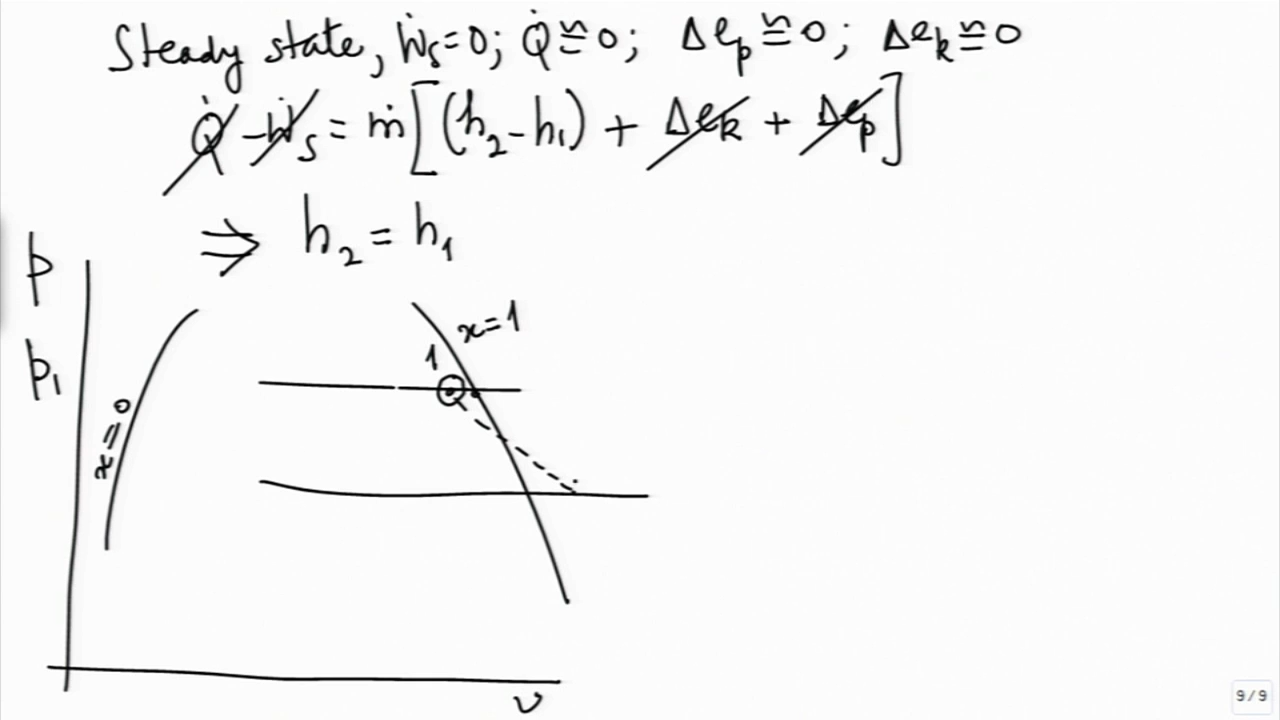 Steady state, Ẇs=0; Q̇≅0; Δep≅0; Δek≅0
Q̇ - Ẇs = ṁ[(h2-h1) + Δek + Δep]
⇒ h2 = h1
p
x=1
p1
1
x=0
v
9/9